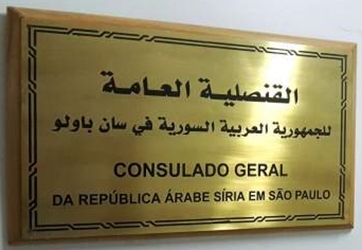 القنصلية العامة
للجمهورية العربية السورية في سان باولو
CONSULADO GERAL
DA REPÚBLICA ÁRABE SÍRIA EM SÃO PAULO